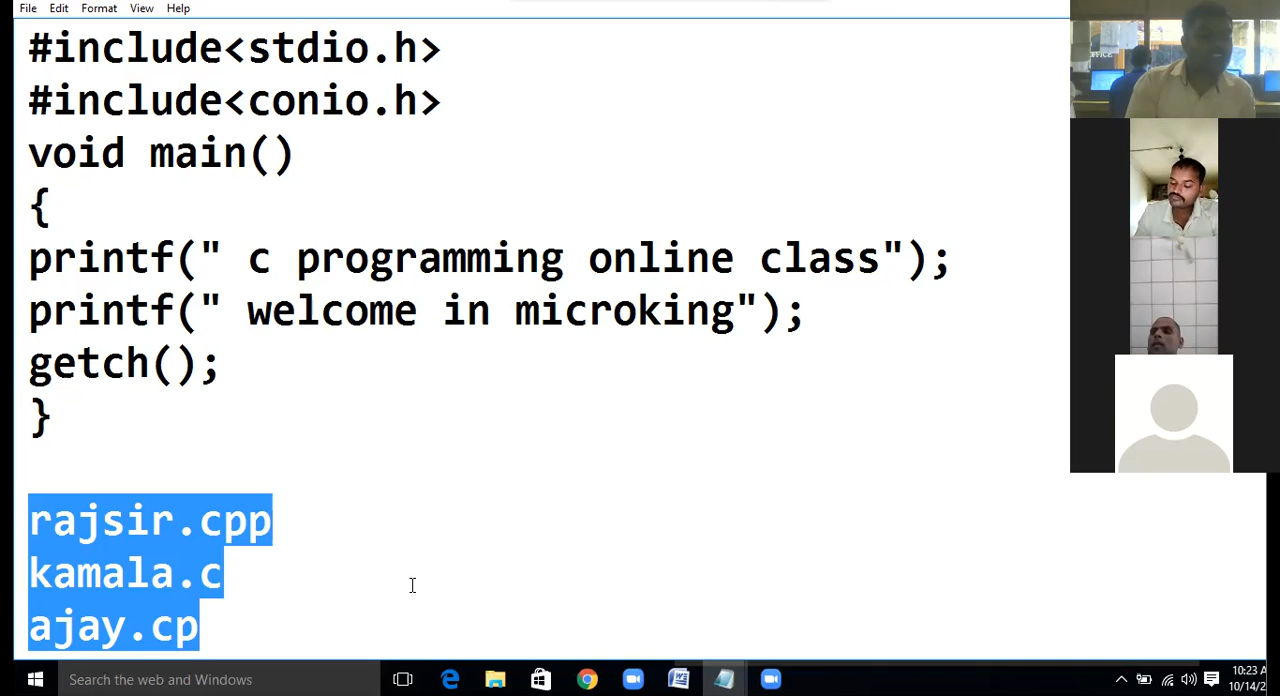 File Edit Format View Help
#include<stdio.h>
#include<conio.h>
void main()
{
printf(" c programming online class");
printf(" welcome in microking");
getch();
}
rajsir.cpp
kamala.c
ajay.cp
Search the web and Windows
10:23 A
10/14/2